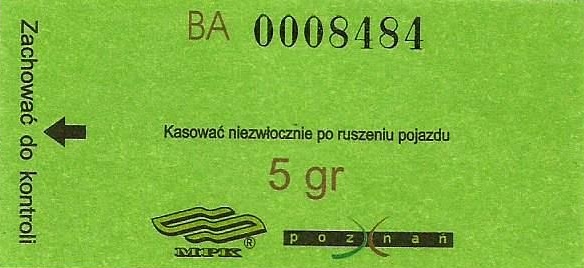 BA 0008484
Zachować do kontroli
Kasować niezwłocznie po ruszeniu pojazdu
5 gr
MPK ®
poznań